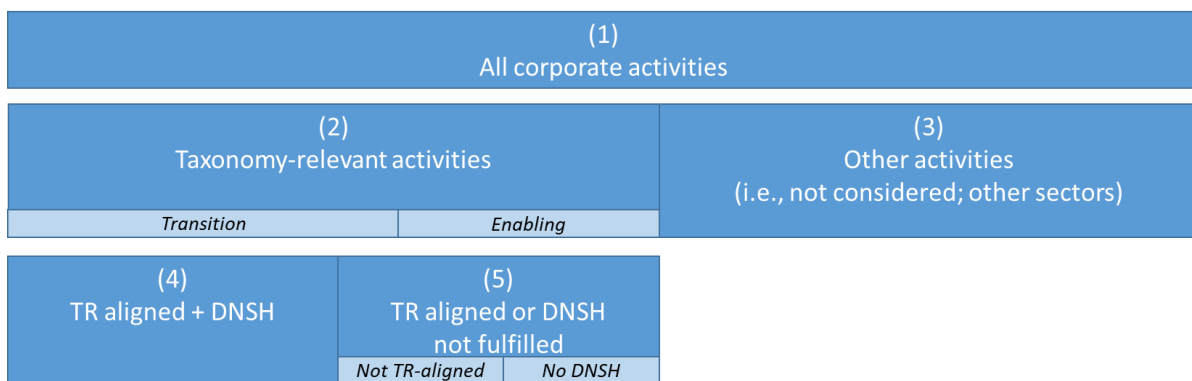 (1)
All corporate activities
(2)
Taxonomy-relevant activities
Transition
Enabling
(3)
Other activities
(i.e., not considered; other sectors)
(4)
TR aligned + DNSH
(5)
TR aligned or DNSH
not fulfilled
Not TR-aligned
No DNSH